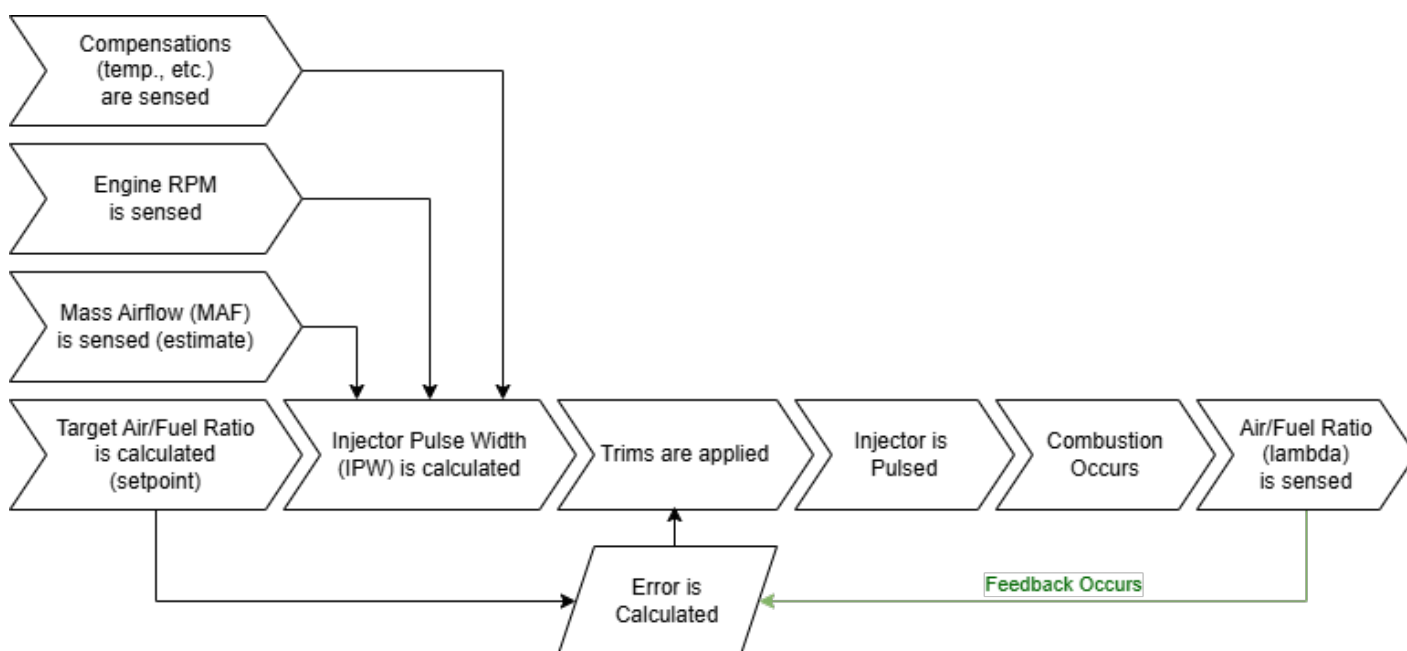 Compensations
(temp., etc.)
are sensed
Engine RPM
is sensed
Mass Airflow (MAF)
is sensed (estimate)
Target Air/Fuel Ratio
is calculated
(setpoint)
Injector Pulse Width
(IPW) is calculated
Trims are applied
Injector is
Pulsed
Combustion
Occurs
Air/Fuel Ratio
(lambda)
is sensed
Error is
Calculated
Feedback Occurs